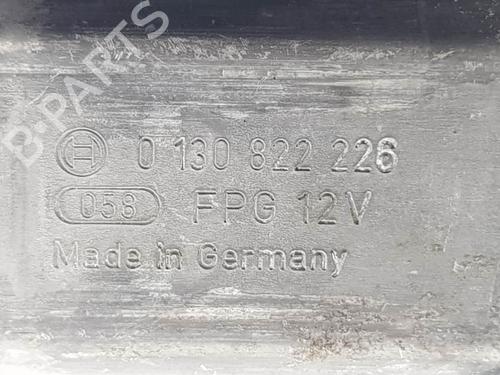 B-PARTS
0 130 822 226
058 FPG 12V
Made in Germany